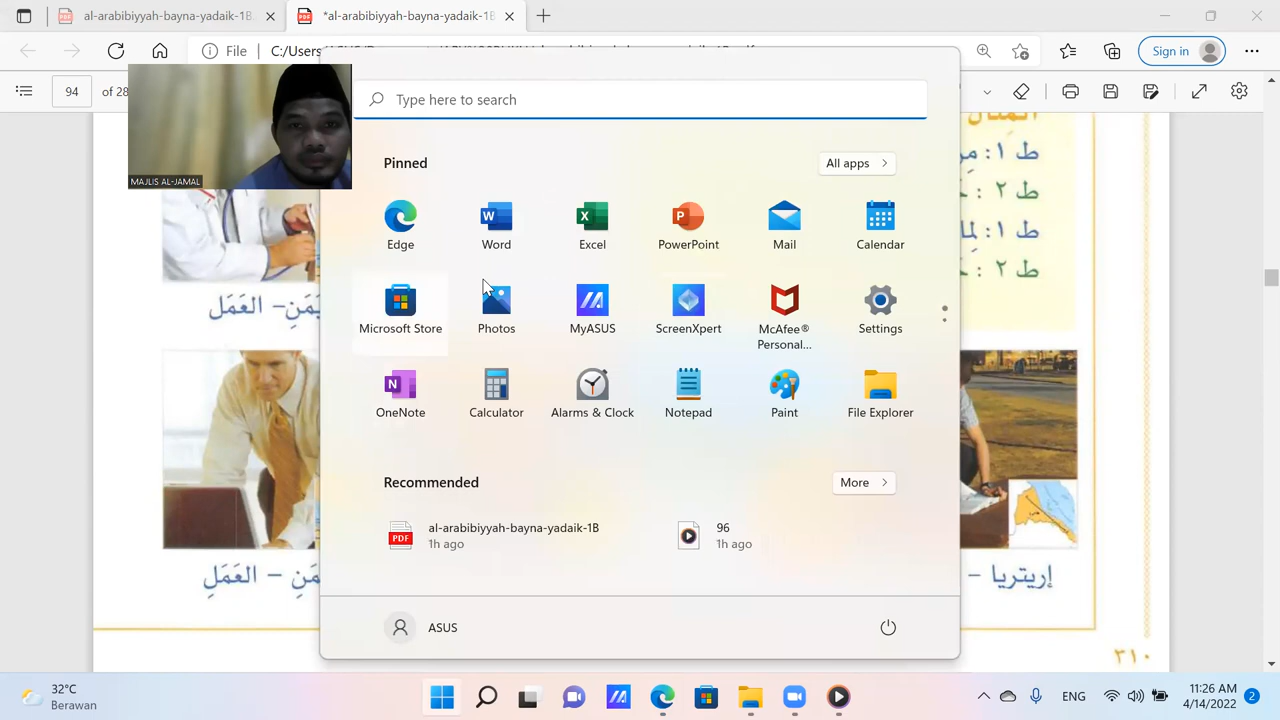 al-arabibiyyah-bayna-yadaik-1B.
*al-arabibiyyah-bayna-yadaik-1B
File
Sign in
94
of 28
MAJLIS AL-JAMAL
Type here to search
Pinned
All apps
Edge
Word
Excel
PowerPoint
Mail
Calendar
Microsoft Store
Photos
MyASUS
ScreenXpert
McAfee®
Personal...
Settings
OneNote
Calculator
Alarms & Clock
Notepad
Paint
File Explorer
Recommended
More
al-arabibiyyah-bayna-yadaik-1B
1h ago
96
1h ago
ASUS
ط ١ :
ط ٢ :
ط ١ :
ط ٢ :
العَمَل
العَمَل
إريتريا –
٣١٠
32°C
Berawan
ENG
11:26 AM
4/14/2022
2